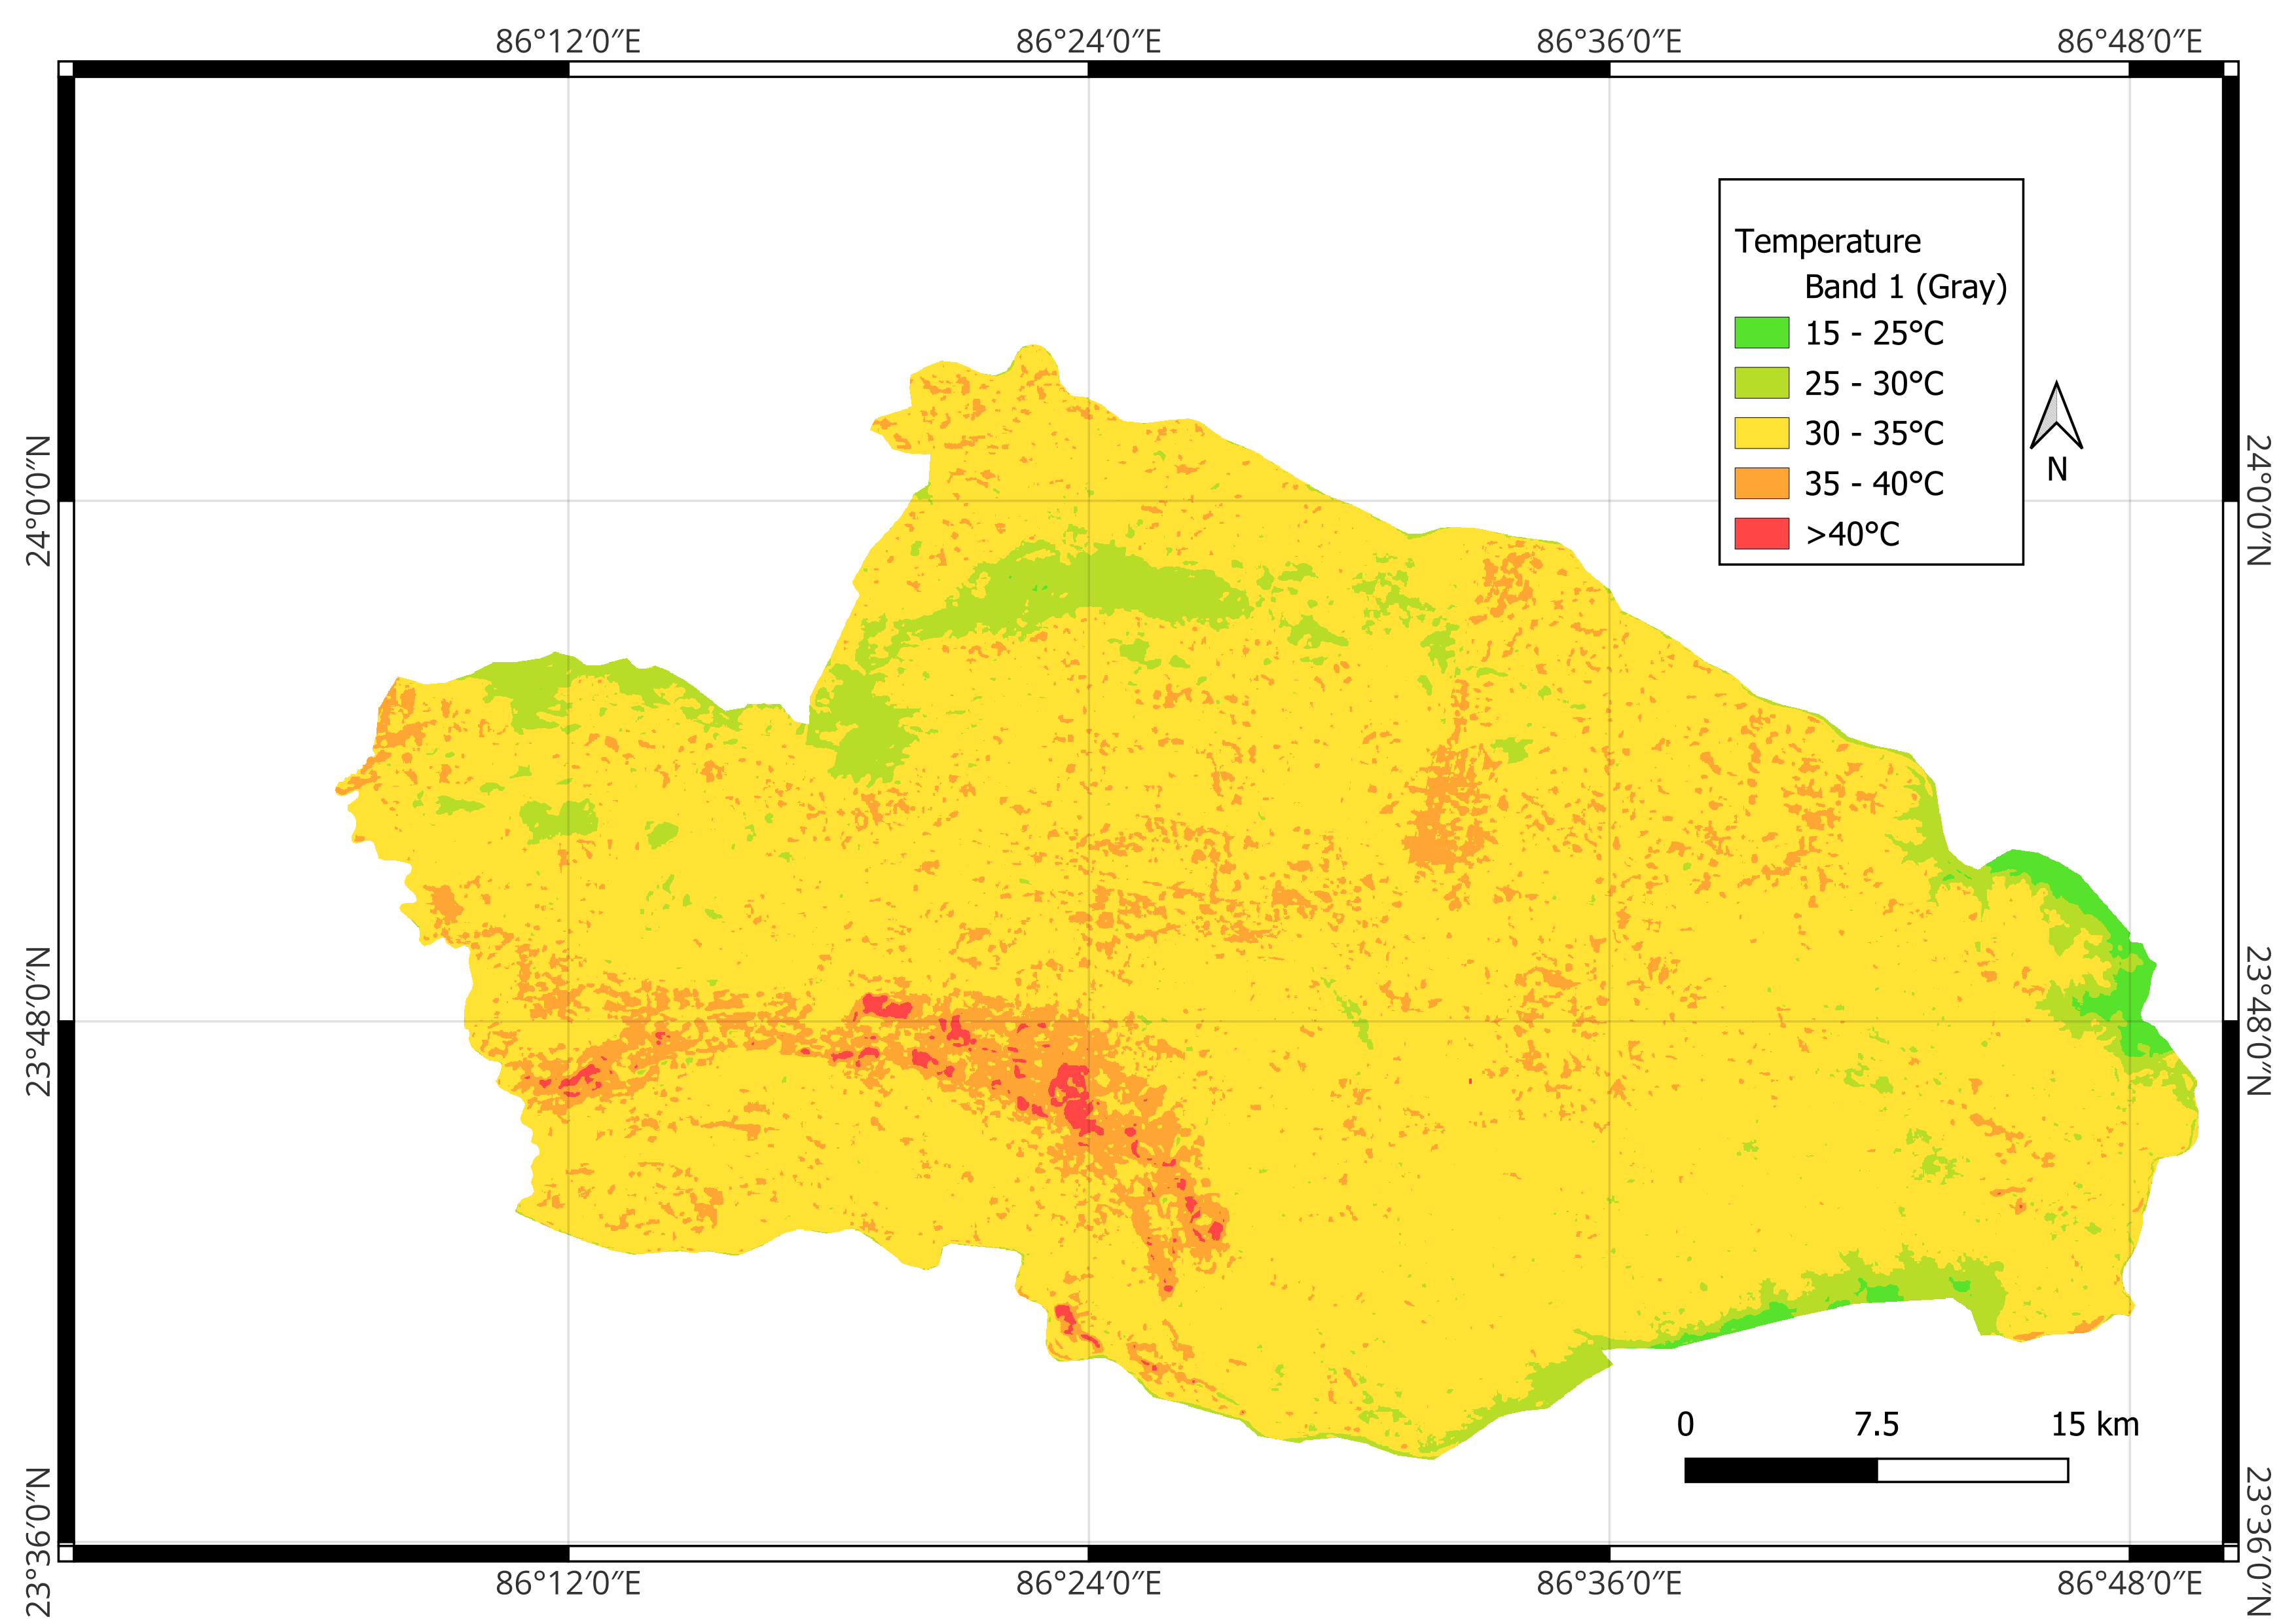 86°12′0″E 86°24′0″E 86°36′0″E 86°48′0″E
Temperature
Band 1 (Gray)
15 - 25°C
25 - 30°C
30 - 35°C
35 - 40°C
>40°C
N
24°0′0″N 24°0′0″N
23°48′0″N 23°48′0″N
0 7.5 15 km
23°36′0″N 23°36′0″N
86°12′0″E 86°24′0″E 86°36′0″E 86°48′0″E